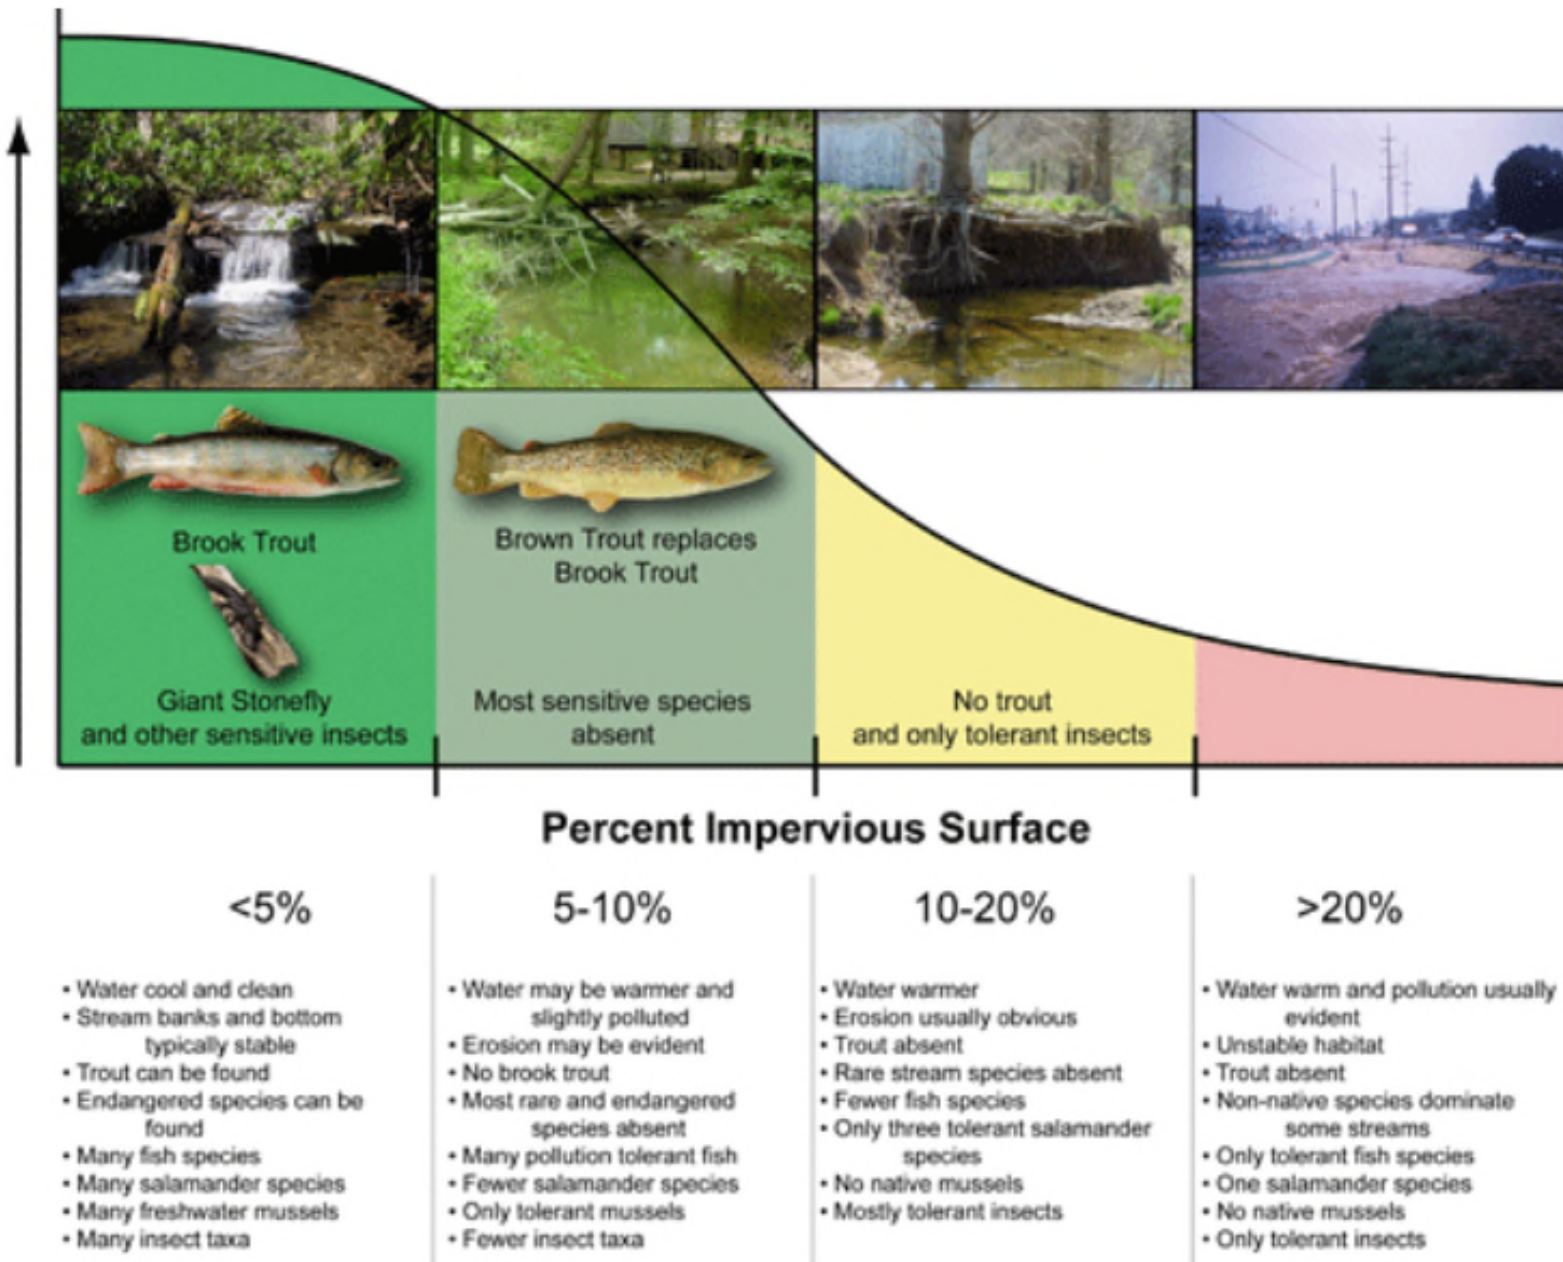 Brook Trout
Giant Stonefly
and other sensitive insects
Brown Trout replaces
Brook Trout
Most sensitive species
absent
No trout
and only tolerant insects
Percent Impervious Surface
<5%
• Water cool and clean
• Stream banks and bottom
typically stable
• Trout can be found
• Endangered species can be
found
• Many fish species
• Many salamander species
• Many freshwater mussels
• Many insect taxa
5-10%
• Water may be warmer and
slightly polluted
• Erosion may be evident
• No brook trout
• Most rare and endangered
species absent
• Many pollution tolerant fish
• Fewer salamander species
• Only tolerant mussels
• Fewer insect taxa
10-20%
• Water warmer
• Erosion usually obvious
• Trout absent
• Rare stream species absent
• Fewer fish species
• Only three tolerant salamander
species
• No native mussels
• Mostly tolerant insects
>20%
• Water warm and pollution usually
evident
• Unstable habitat
• Trout absent
• Non-native species dominate
some streams
• Only tolerant fish species
• One salamander species
• No native mussels
• Only tolerant insects